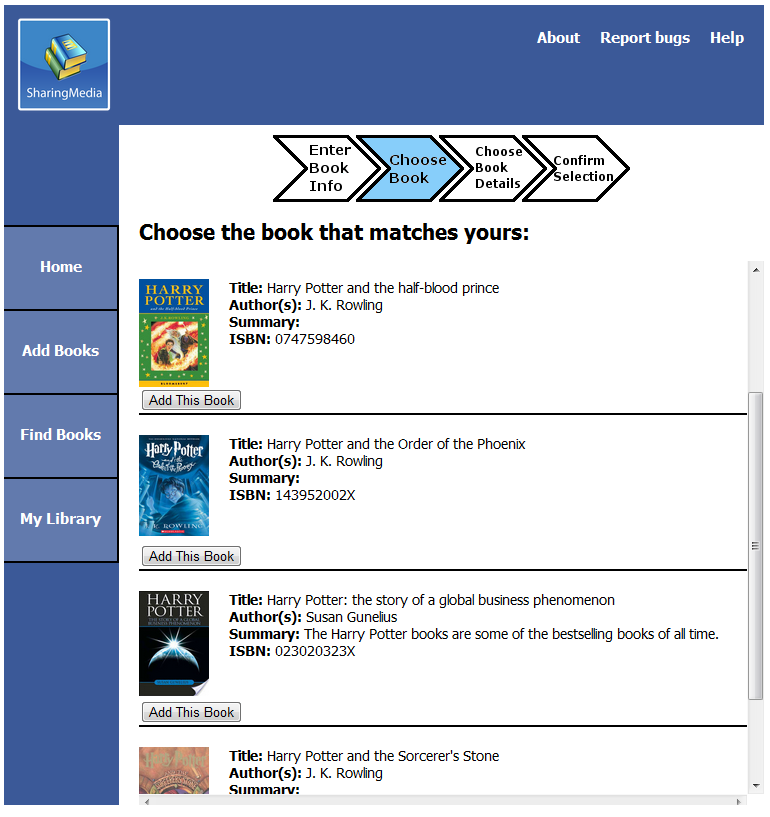 SharingMedia
About Report bugs Help
Enter
Book
Info
Choose
Book
Choose
Book
Details
Confirm
Selection
Choose the book that matches yours:
Home
Add Books
Find Books
My Library
HARRY
POTTER
and the Half-Blood Prince
J.K. ROWLING
BLOOMSBURY
Title: Harry Potter and the half-blood prince
Author(s): J. K. Rowling
Summary:
ISBN: 0747598460
Add This Book
Harry Potter
and the
Order of the Phoenix
J.K. ROWLING
Title: Harry Potter and the Order of the Phoenix
Author(s): J. K. Rowling
Summary:
ISBN: 143952002X
Add This Book
HARRY
POTTER
THE STORY OF A GLOBAL
BUSINESS PHENOMENON
Title: Harry Potter: the story of a global business phenomenon
Author(s): Susan Gunelius
Summary: The Harry Potter books are some of the bestselling books of all time.
ISBN: 023020323X
Add This Book
Harry Potter
Title: Harry Potter and the Sorcerer's Stone
Author(s): J. K. Rowling
Summary: